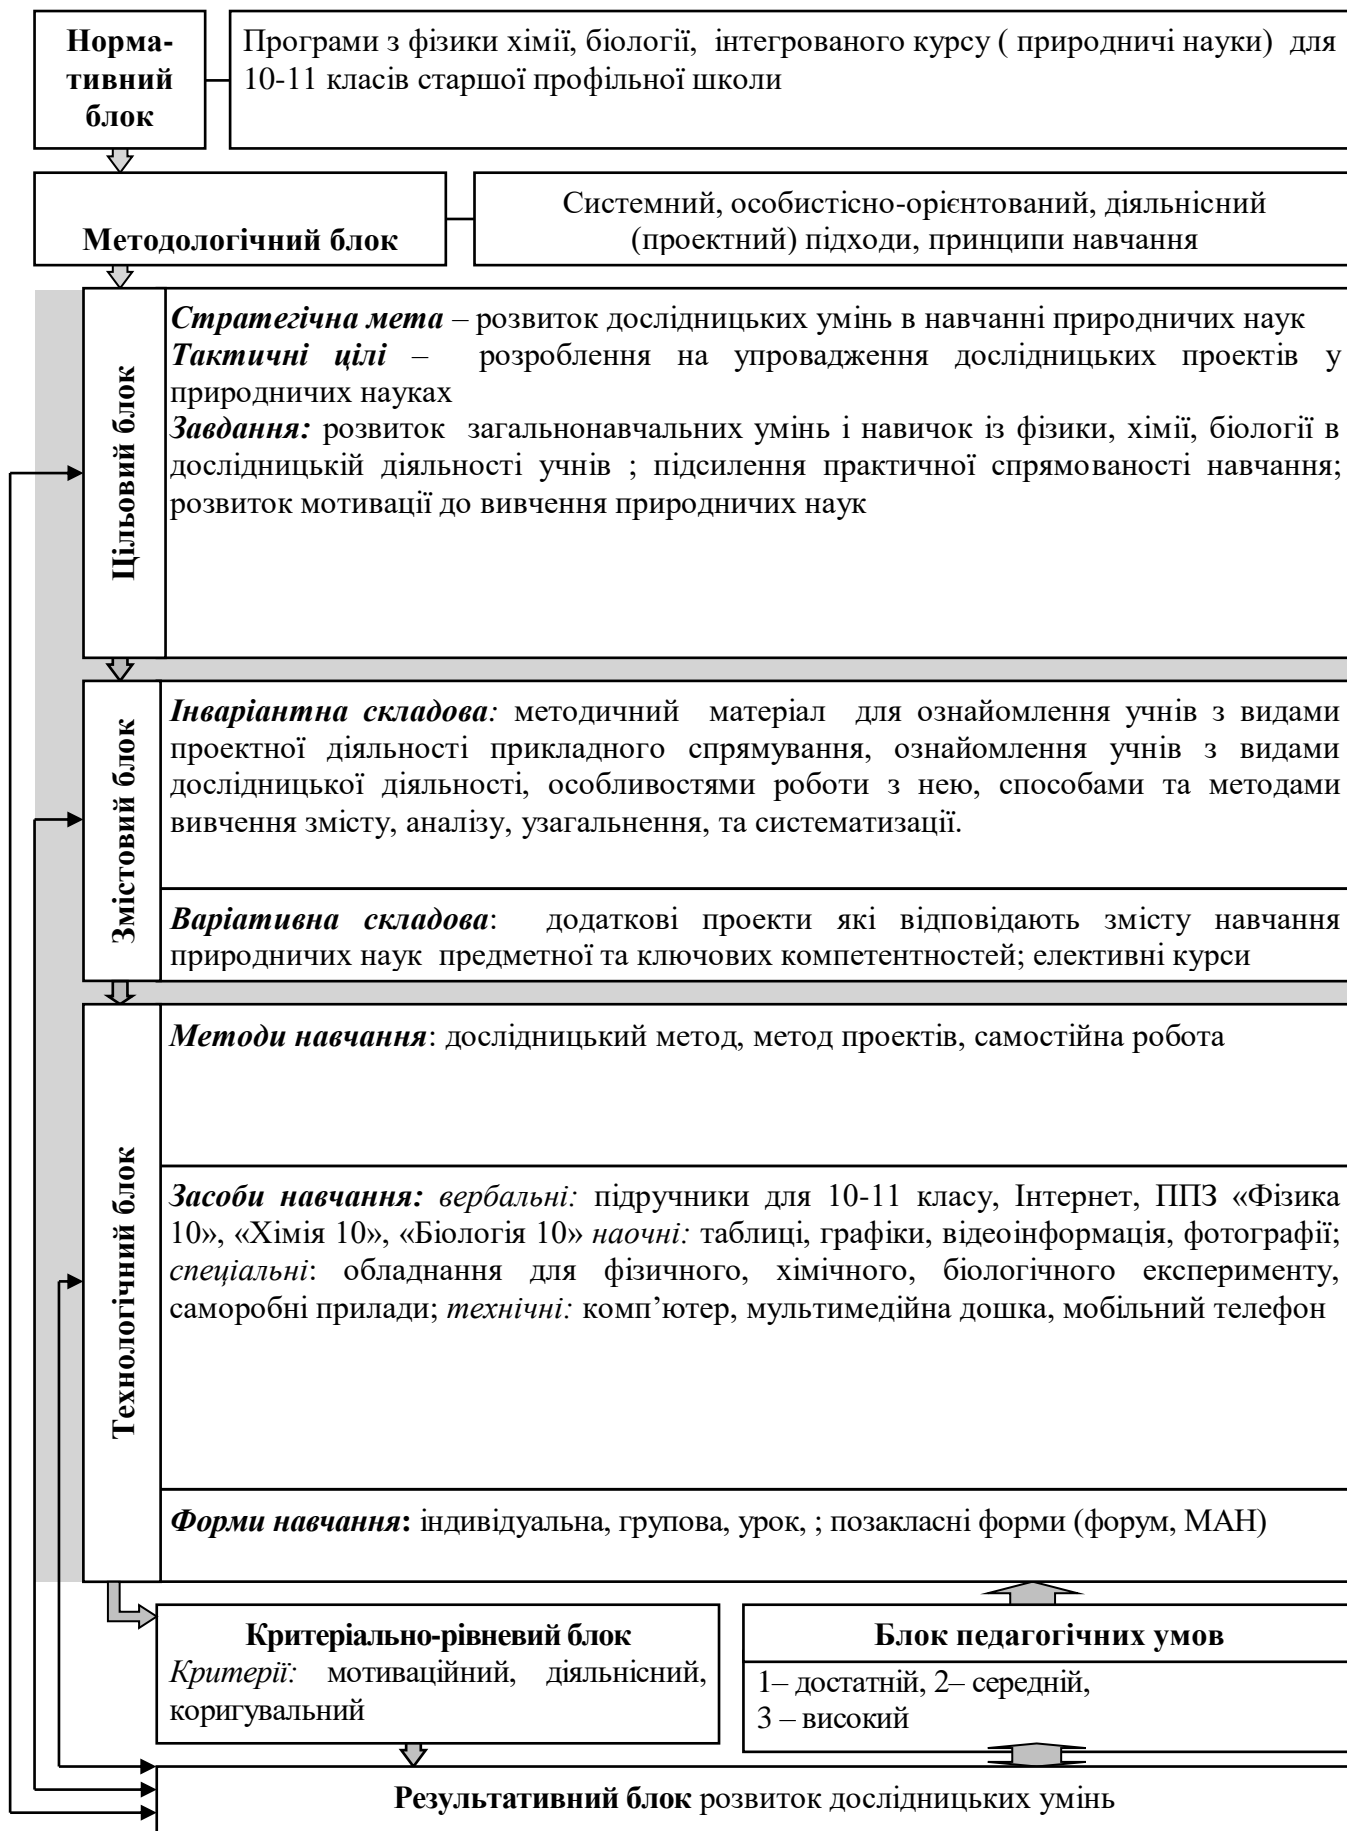 Норма-
тивний
блок
Програми з фізики хімії, біології, інтегрованого курсу ( природничі науки) для
10-11 класів старшої профільної школи
Методологічний блок
Системний, особистісно-орієнтований, діяльнісний
(проектний) підходи, принципи навчання
Цільовий блок
Стратегічна мета – розвиток дослідницьких умінь в навчанні природничих наук
Тактичні цілі – розроблення на упровадження дослідницьких проектів у
природничих науках
Завдання: розвиток загальнонавчальних умінь і навичок із фізики, хімії, біології в
дослідницькій діяльності учнів ; підсилення практичної спрямованості навчання;
розвиток мотивації до вивчення природничих наук
Змістовий блок
Інваріантна складова: методичний матеріал для ознайомлення учнів з видами
проектної діяльності прикладного спрямування, ознайомлення учнів з видами
дослідницької діяльності, особливостями роботи з нею, способами та методами
вивчення змісту, аналізу, узагальнення, та систематизації.
Варіативна складова: додаткові проекти які відповідають змісту навчання
природничих наук предметної та ключових компетентностей; елективні курси
Технологічний блок
Методи навчання: дослідницький метод, метод проектів, самостійна робота
Засоби навчання: вербальні: підручники для 10-11 класу, Інтернет, ППЗ «Фізика
10», «Хімія 10», «Біологія 10» наочні: таблиці, графіки, відеоінформація, фотографії;
спеціальні: обладнання для фізичного, хімічного, біологічного експерименту,
саморобні прилади; технічні: комп’ютер, мультимедійна дошка, мобільний телефон
Форми навчання: індивідуальна, групова, урок, ; позакласні форми (форум, МАН)
Критеріально-рівневий блок
Критерії: мотиваційний, діяльнісний,
коригувальний
Блок педагогічних умов
1– достатній, 2– середній,
3 – високий
Результативний блок розвиток дослідницьких умінь